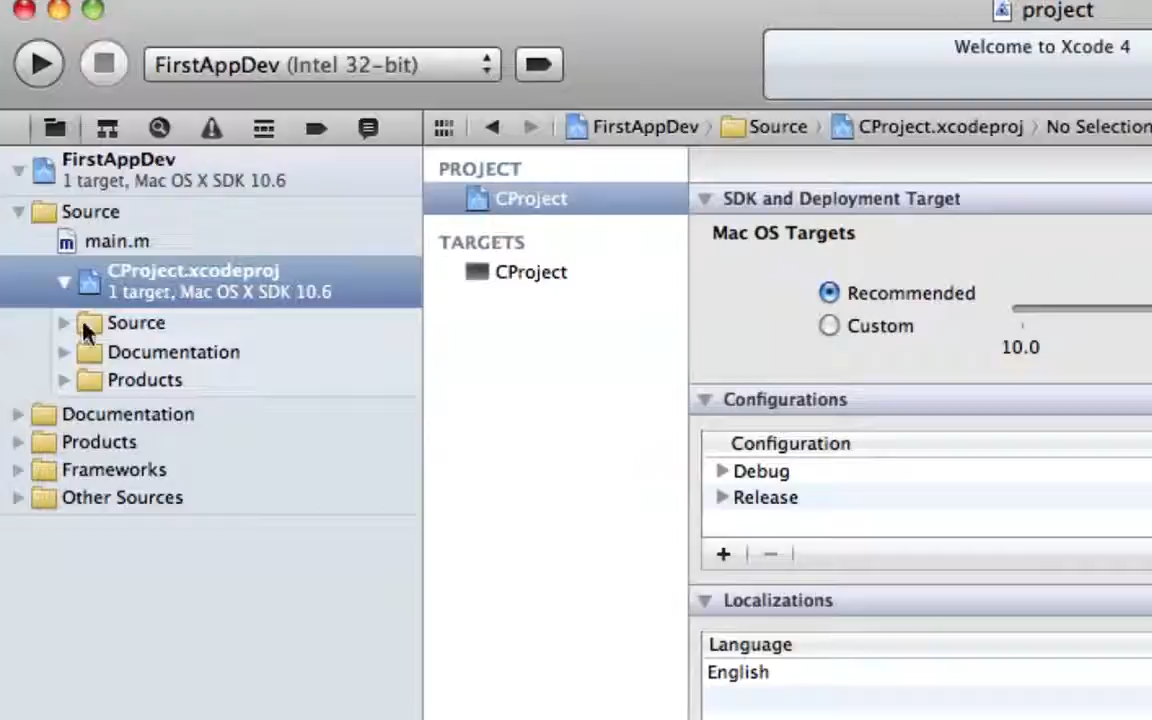 project
FirstAppDev (Intel 32-bit)
Welcome to Xcode 4
FirstAppDev
Source
CProject.xcodeproj
No Selection
FirstAppDev
1 target, Mac OS X SDK 10.6
Source
main.m
CProject.xcodeproj
1 target, Mac OS X SDK 10.6
Source
Documentation
Products
Documentation
Products
Frameworks
Other Sources
PROJECT
CProject
TARGETS
CProject
SDK and Deployment Target
Mac OS Targets
Recommended
Custom
10.0
Configurations
Configuration
Debug
Release
Localizations
Language
English